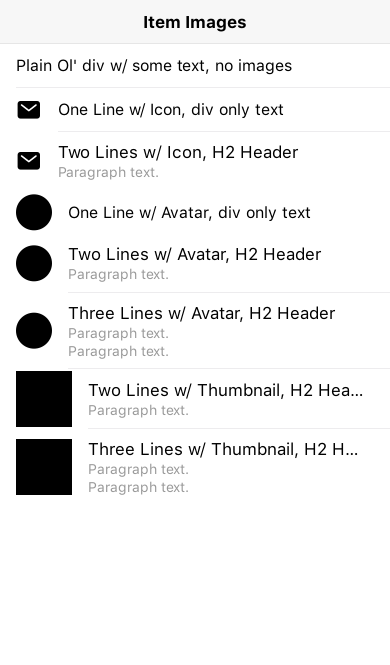 Item Images
Plain Ol' div w/ some text, no images
One Line w/ Icon, div only text
Two Lines w/ Icon, H2 Header
Paragraph text.
One Line w/ Avatar, div only text
Two Lines w/ Avatar, H2 Header
Paragraph text.
Three Lines w/ Avatar, H2 Header
Paragraph text.
Paragraph text.
Two Lines w/ Thumbnail, H2 Hea...
Paragraph text.
Three Lines w/ Thumbnail, H2 H...
Paragraph text.
Paragraph text.